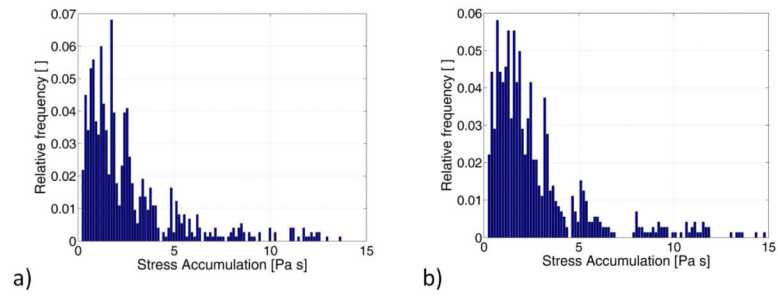 0.07
0.06
0.05
0.04
0.03
0.02
0.01
0
0 5 10 15
Relative frequency [ ]
Stress Accumulation [Pa s]
a)
0.06
0.05
0.04
0.03
0.02
0.01
0
0 5 10 15
Relative frequency [ ]
Stress Accumulation [Pa s]
b)